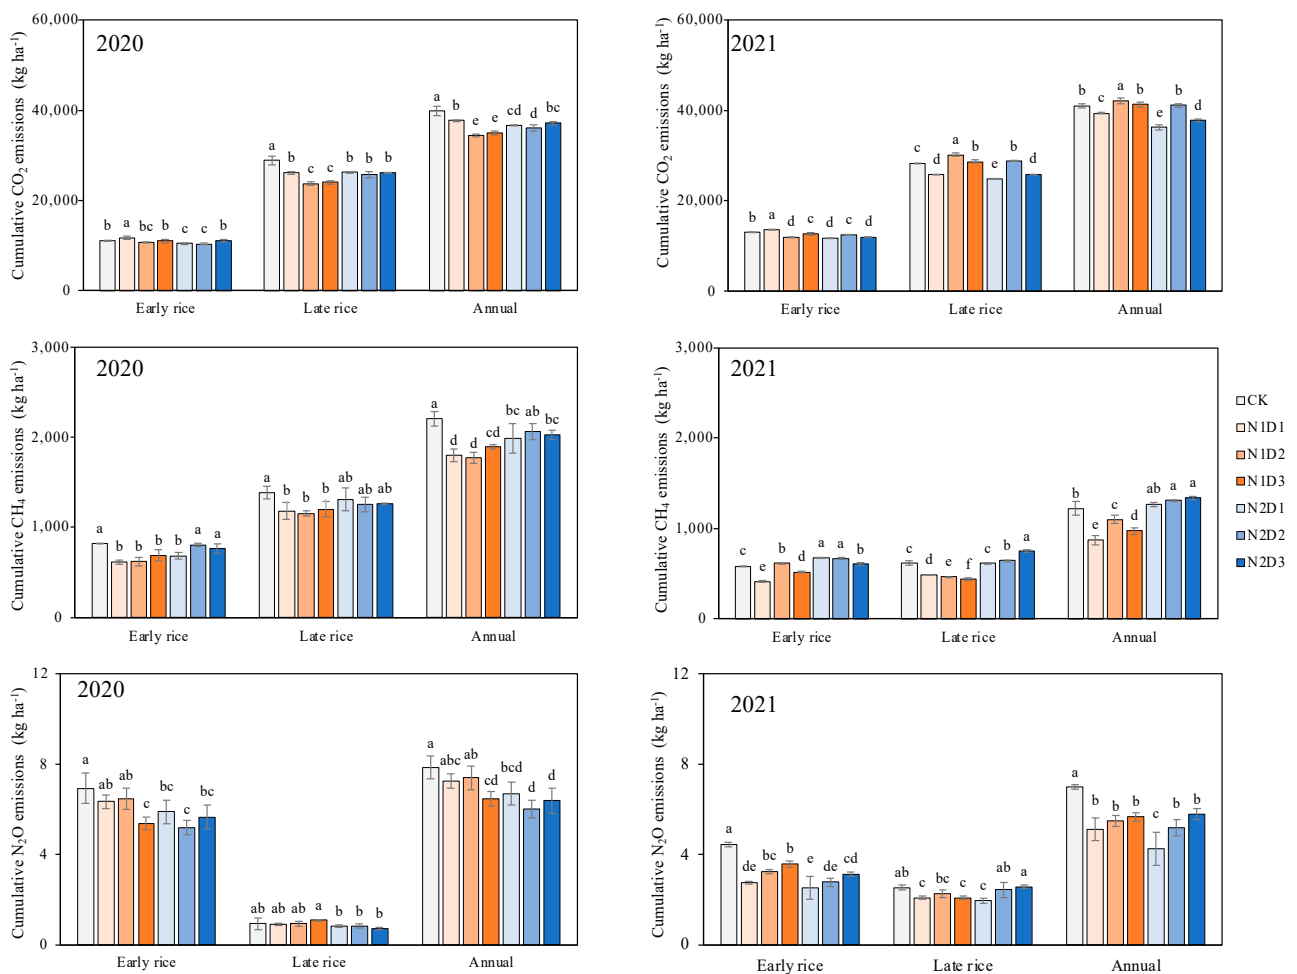 2020
Cumulative CO2 emissions (kg ha-1)
60,000
40,000
20,000
0
a b e e cd d bc
a b c c b b b
b a bc b c c b
Early rice Late rice Annual
2021
Cumulative CO2 emissions (kg ha-1)
60,000
40,000
20,000
0
b c a b e b d
c d a b e b d
b a d c d c d
Early rice Late rice Annual
2020
Cumulative CH4 emissions (kg ha-1)
3,000
2,000
1,000
0
a d d cd bc ab bc
a b b b ab ab ab
a b b b b a a
Early rice Late rice Annual
2021
Cumulative CH4 emissions (kg ha-1)
3,000
2,000
1,000
0
b e c d ab a a
c e b d a a b
c d e f c b a
Early rice Late rice Annual
CK
N1D1
N1D2
N1D3
N2D1
N2D2
N2D3
2020
Cumulative N2O emissions (kg ha-1)
12
8
4
0
a abc ab cd bcd d d
a ab ab c bc c bc
ab ab ab a b b b
Early rice Late rice Annual
2021
Cumulative N2O emissions (kg ha-1)
12
8
4
0
a b b b c b b
a de bc b e de cd
ab c bc c c ab a
Early rice Late rice Annual